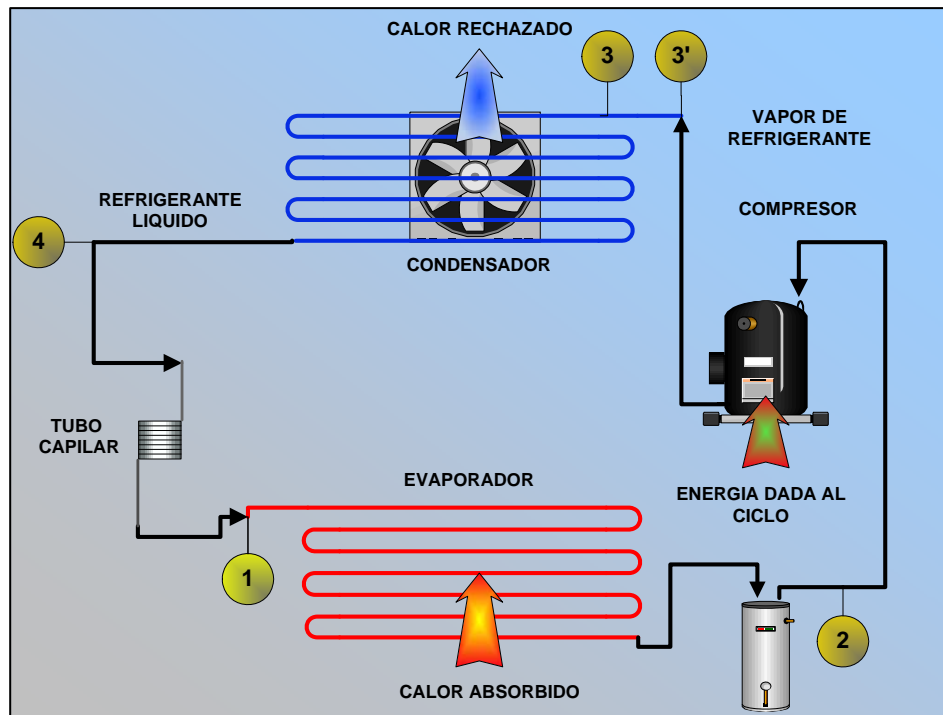 CALOR RECHAZADO
3
3'
VAPOR DE
REFRIGERANTE
REFRIGERANTE
LIQUIDO
COMPRESOR
4
CONDENSADOR
TUBO
CAPILAR
EVAPORADOR
ENERGIA DADA AL
CICLO
1
2
CALOR ABSORBIDO